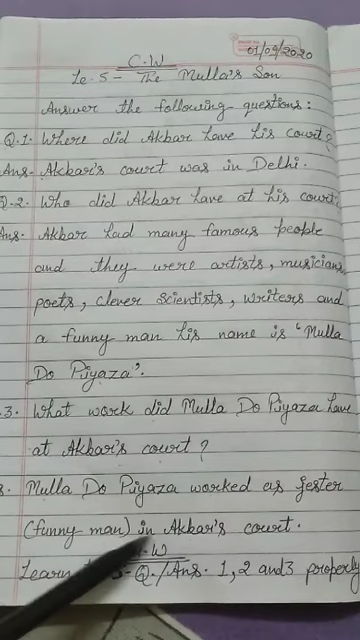 C.W
01/09/2020
Le. 5 - The Mulla's Son
Answer the following questions:
Q.1. Where did Akbar have his court?
Ans- Akbar's court was in Delhi.
Q.2. Who did Akbar have at his court
Ans- Akbar had many famous people
and they were artists, musicians
poets, clever scientists, writers and
a funny man his name is "Mulla
Do Piyaza".
.3. What work did Mulla Do Piyaza have
at Akbar's court?
s. Mulla Do Piyaza worked as jester
(funny man) in Akbar's court.
.W
Learn 5- Q./Ans. 1, 2 and 3 properly